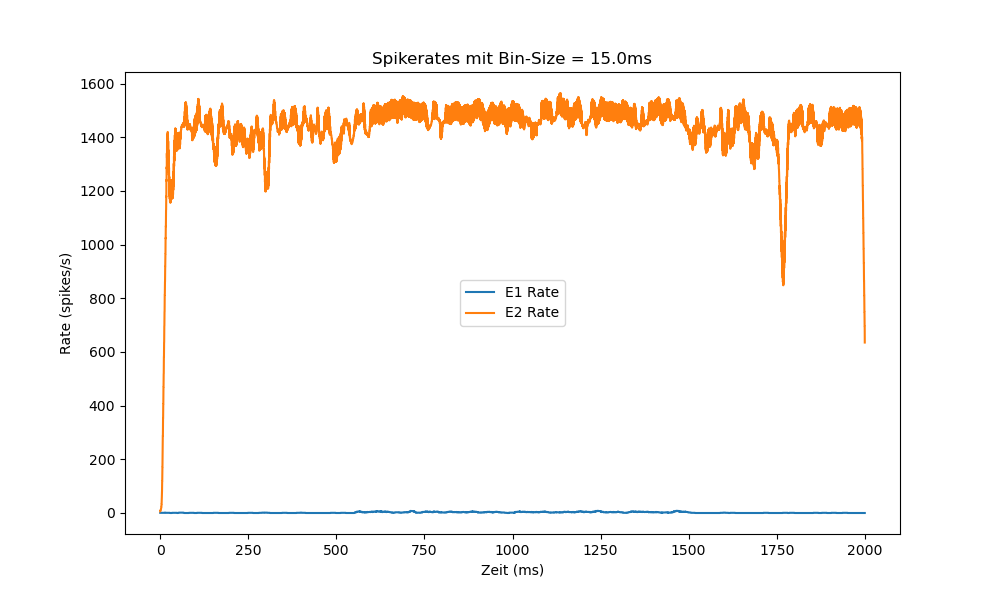 Spikerates mit Bin-Size = 15.0ms
1600
1400
1200
1000
800
600
400
200
0
Rate (spikes/s)
E1 Rate
E2 Rate
0 250 500 750 1000 1250 1500 1750 2000
Zeit (ms)